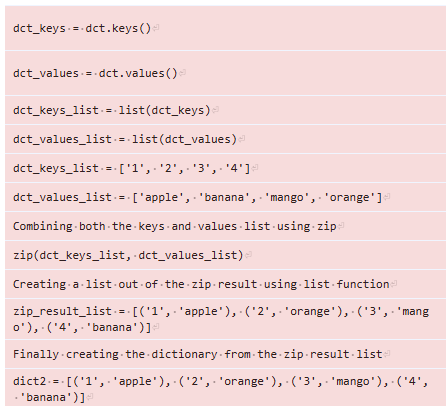 dct_keys = dct.keys()
dct_values = dct.values()
dct_keys_list = list(dct_keys)
dct_values_list = list(dct_values)
dct_keys_list = ['1', '2', '3', '4']
dct_values_list = ['apple', 'banana', 'mango', 'orange']
Combining both the keys and values list using zip
zip(dct_keys_list, dct_values_list)
Creating a list out of the zip result using list function
zip_result_list = [('1', 'apple'), ('2', 'orange'), ('3', 'mang
o'), ('4', 'banana')]
Finally creating the dictionary from the zip result list
dict2 = [('1', 'apple'), ('2', 'orange'), ('3', 'mango'), ('4',
'banana')]